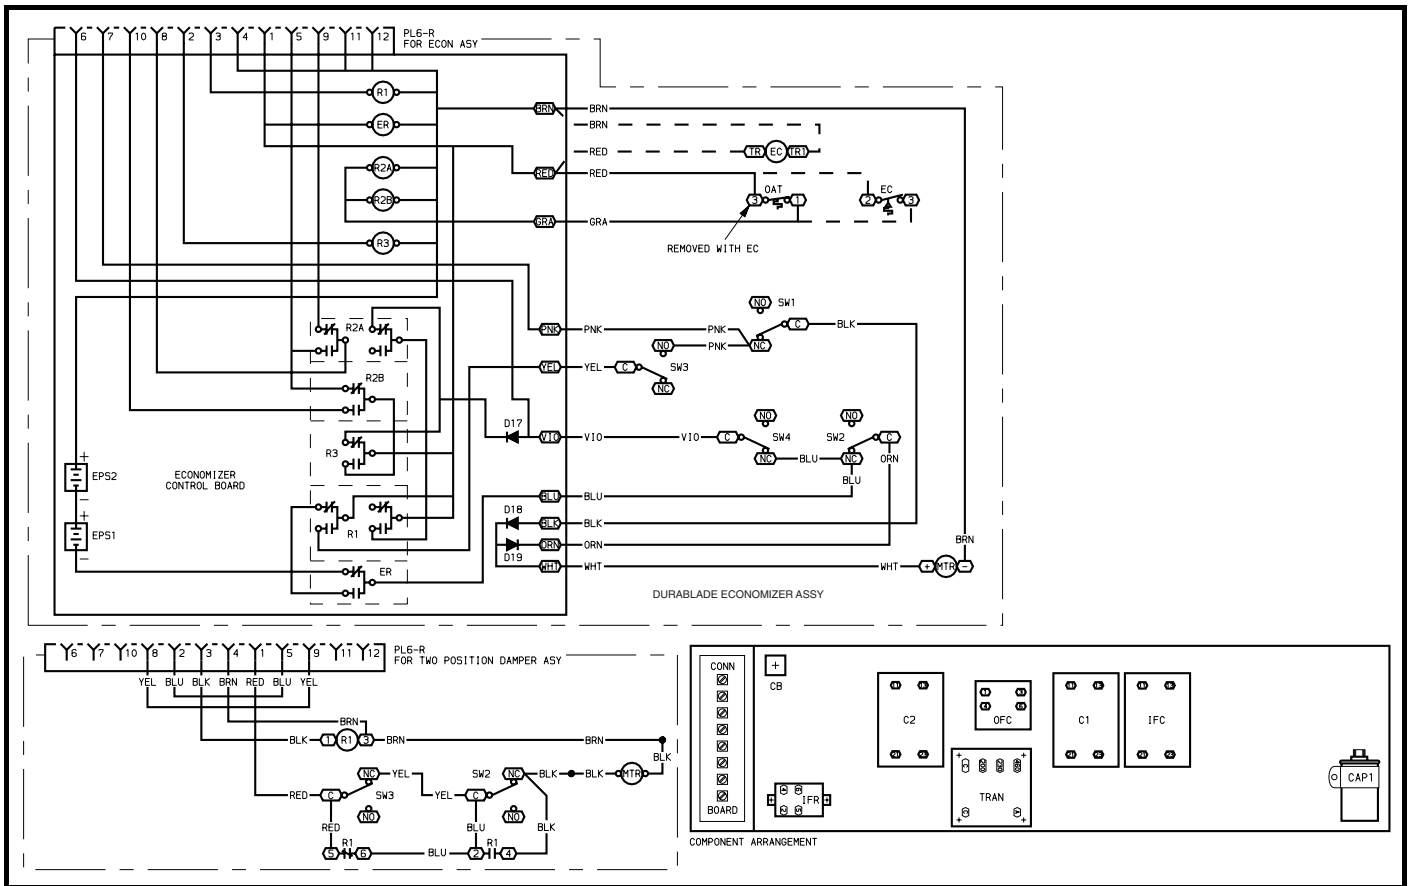 6 7 10 8 2 3 4 1 5 9 11 12
PL6-R
FOR ECON ASY
R1
ER
R2A
R2B
R3
BRN BRN
BRN
RED
TR EC TR1
RED RED
OAT EC
3 1 2 3
GRA GRA
REMOVED WITH EC
NO SW1
R2A
PNK PNK PNK C BLK
NO PNK NC
YEL YEL C SW3
NC
R2B
NO NO
D17
VIO VIO VIO C SW4 SW2 C
NC BLU NC ORN
BLU
R3
+
EPS2
-
ECONOMIZER
CONTROL BOARD
BLU BLU
D18
BLK BLK
R1
+
EPS1
-
ORN ORN
D19
BRN
WHT WHT WHT + MTR -
ER
DURABLADE ECONOMIZER ASSY
6 7 10 8 2 3 4 1 5 9 11 12
PL6-R
FOR TWO POSITION DAMPER ASY
YEL BLU BLK BRN RED BLU YEL
BRN
BLK 1 R1 3 BRN BRN
BLK
NC YEL SW2 NC BLK BLK MTR
RED C SW3 YEL C
NO NO
RED BLU BLK
R1 R1
5 6 BLU 2 4
CONN
BOARD
+
CB
IFR
C2
OFC
C1
IFC
TRAN
CAP1
COMPONENT ARRANGEMENT